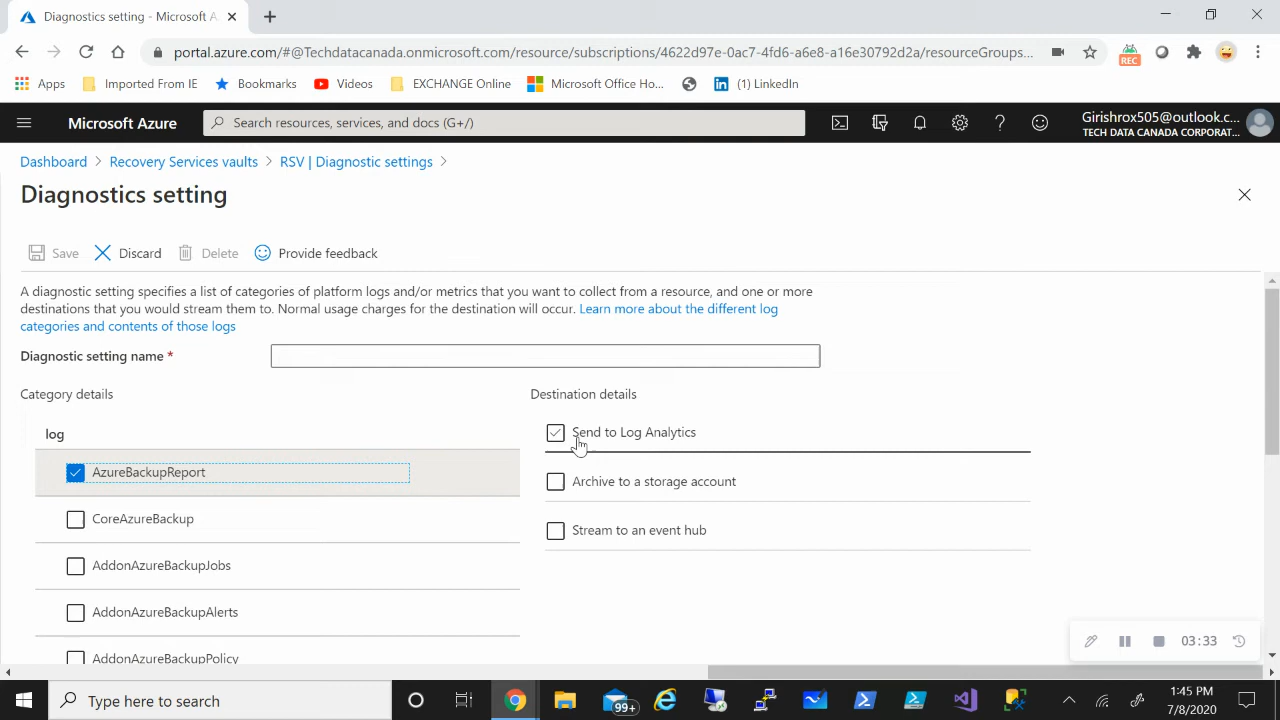 Diagnostics setting - Microsoft A
portal.azure.com/#@Techdatacanada.onmicrosoft.com/resource/subscriptions/4622d97e-0ac7-4fd6-a6e8-a16e30792d2a/resourceGroups...
REC
Apps
Imported From IE
Bookmarks
Videos
EXCHANGE Online
Microsoft Office Ho...
(1) LinkedIn
Microsoft Azure
Search resources, services, and docs (G+/)
Girishrox505@outlook.c...
TECH DATA CANADA CORPORAT...
Dashboard > Recovery Services vaults > RSV | Diagnostic settings >
Diagnostics setting
Save
Discard
Delete
Provide feedback
A diagnostic setting specifies a list of categories of platform logs and/or metrics that you want to collect from a resource, and one or more
destinations that you would stream them to. Normal usage charges for the destination will occur. Learn more about the different log
categories and contents of those logs
Diagnostic setting name *
Category details
log
AzureBackupReport
CoreAzureBackup
AddonAzureBackupJobs
AddonAzureBackupAlerts
AddonAzureBackupPolicy
Destination details
Send to Log Analytics
Archive to a storage account
Stream to an event hub
03:33
Type here to search
99+
1:45 PM
7/8/2020